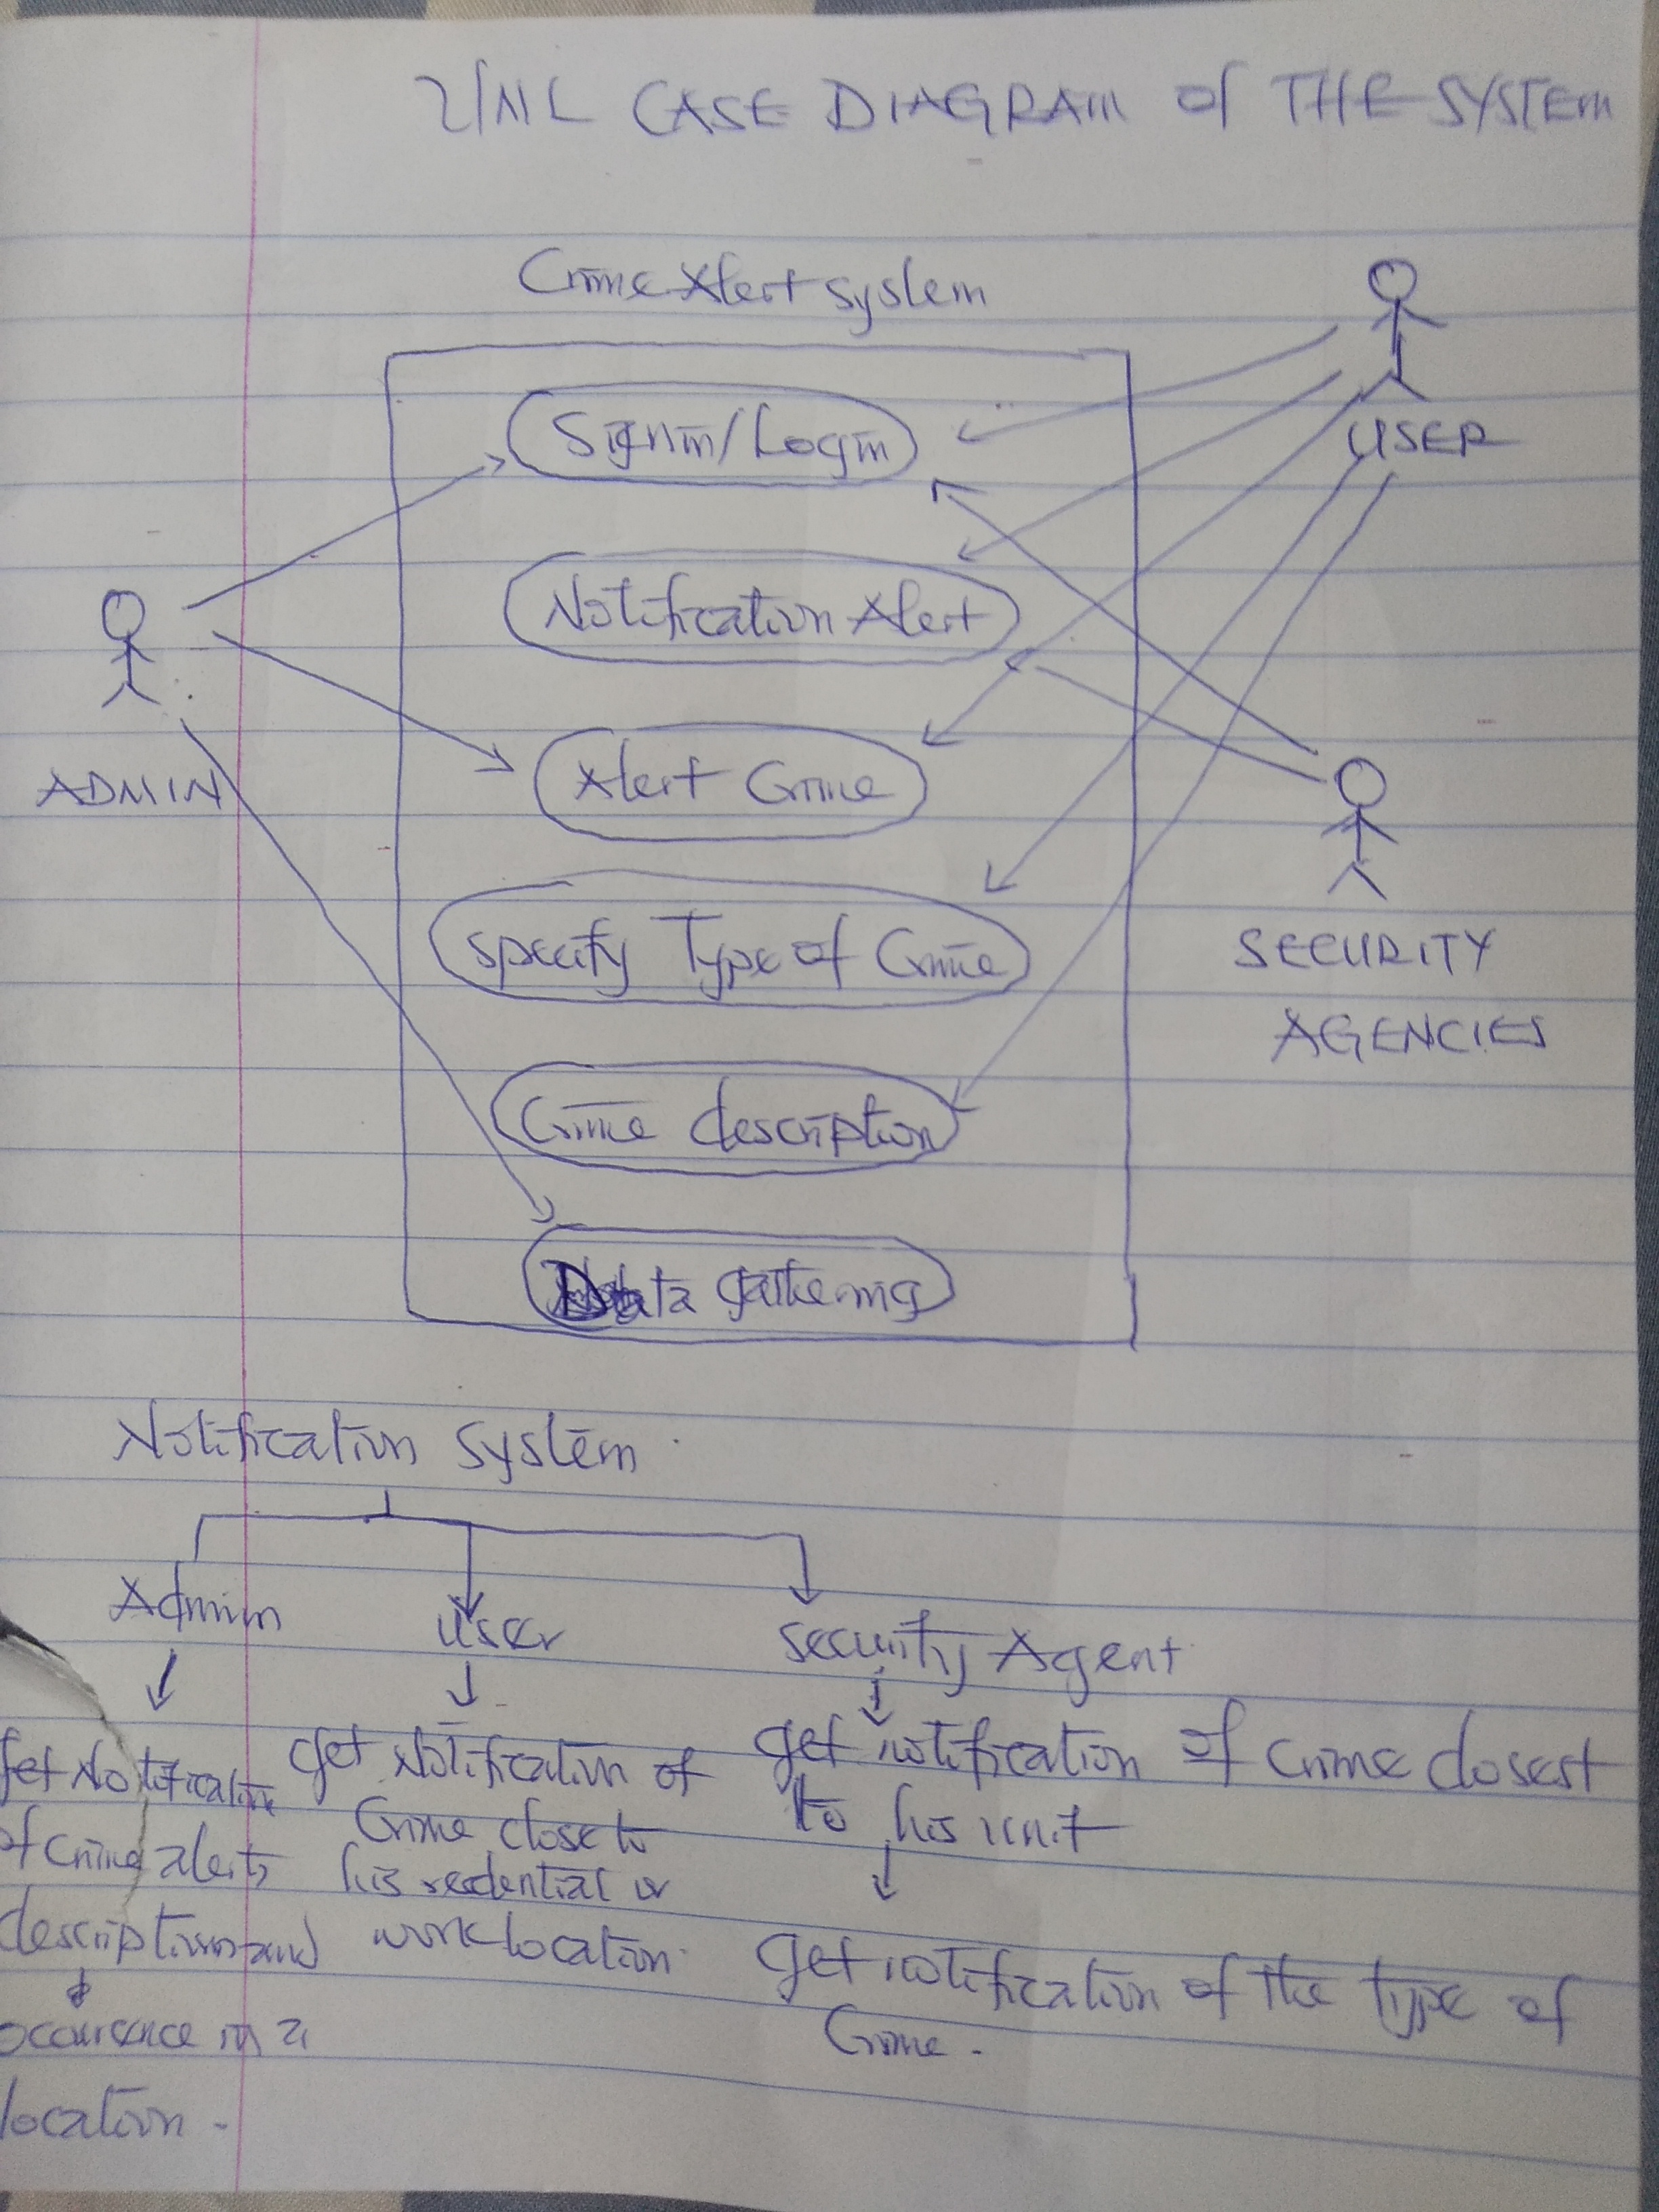 UML CASE DIAGRAM of THE SYSTEM
Crime Alert system
Signin/Login
USER
Notification Alert
ADMIN
Alert Crime
specify Type of Crime
SECURITY
AGENCIES
Crime description
Data gathering
Notification system
Admin
user
security Agent
get Notification
of crime alerts
description and
occurrence in a
location.
get Notification of
Crime close to
his residential or
work location.
get notification of crime closest
to his unit
get notification of the type of
Crime.